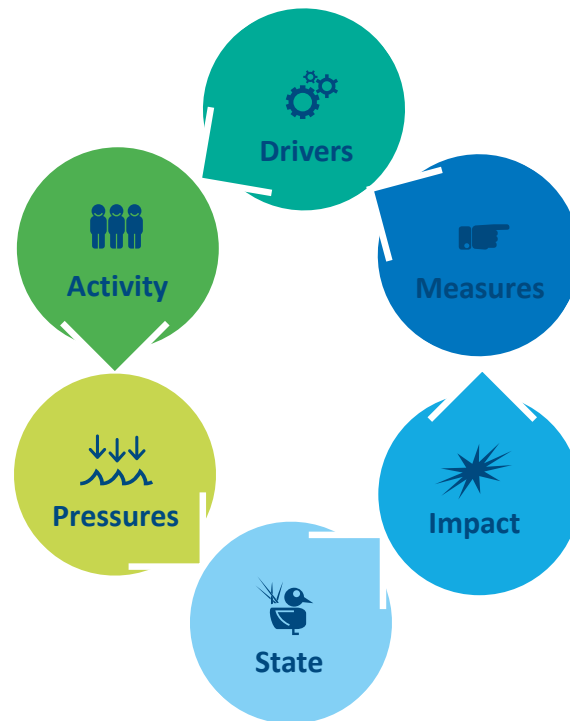 Drivers
Activity
Measures
Pressures
Impact
State